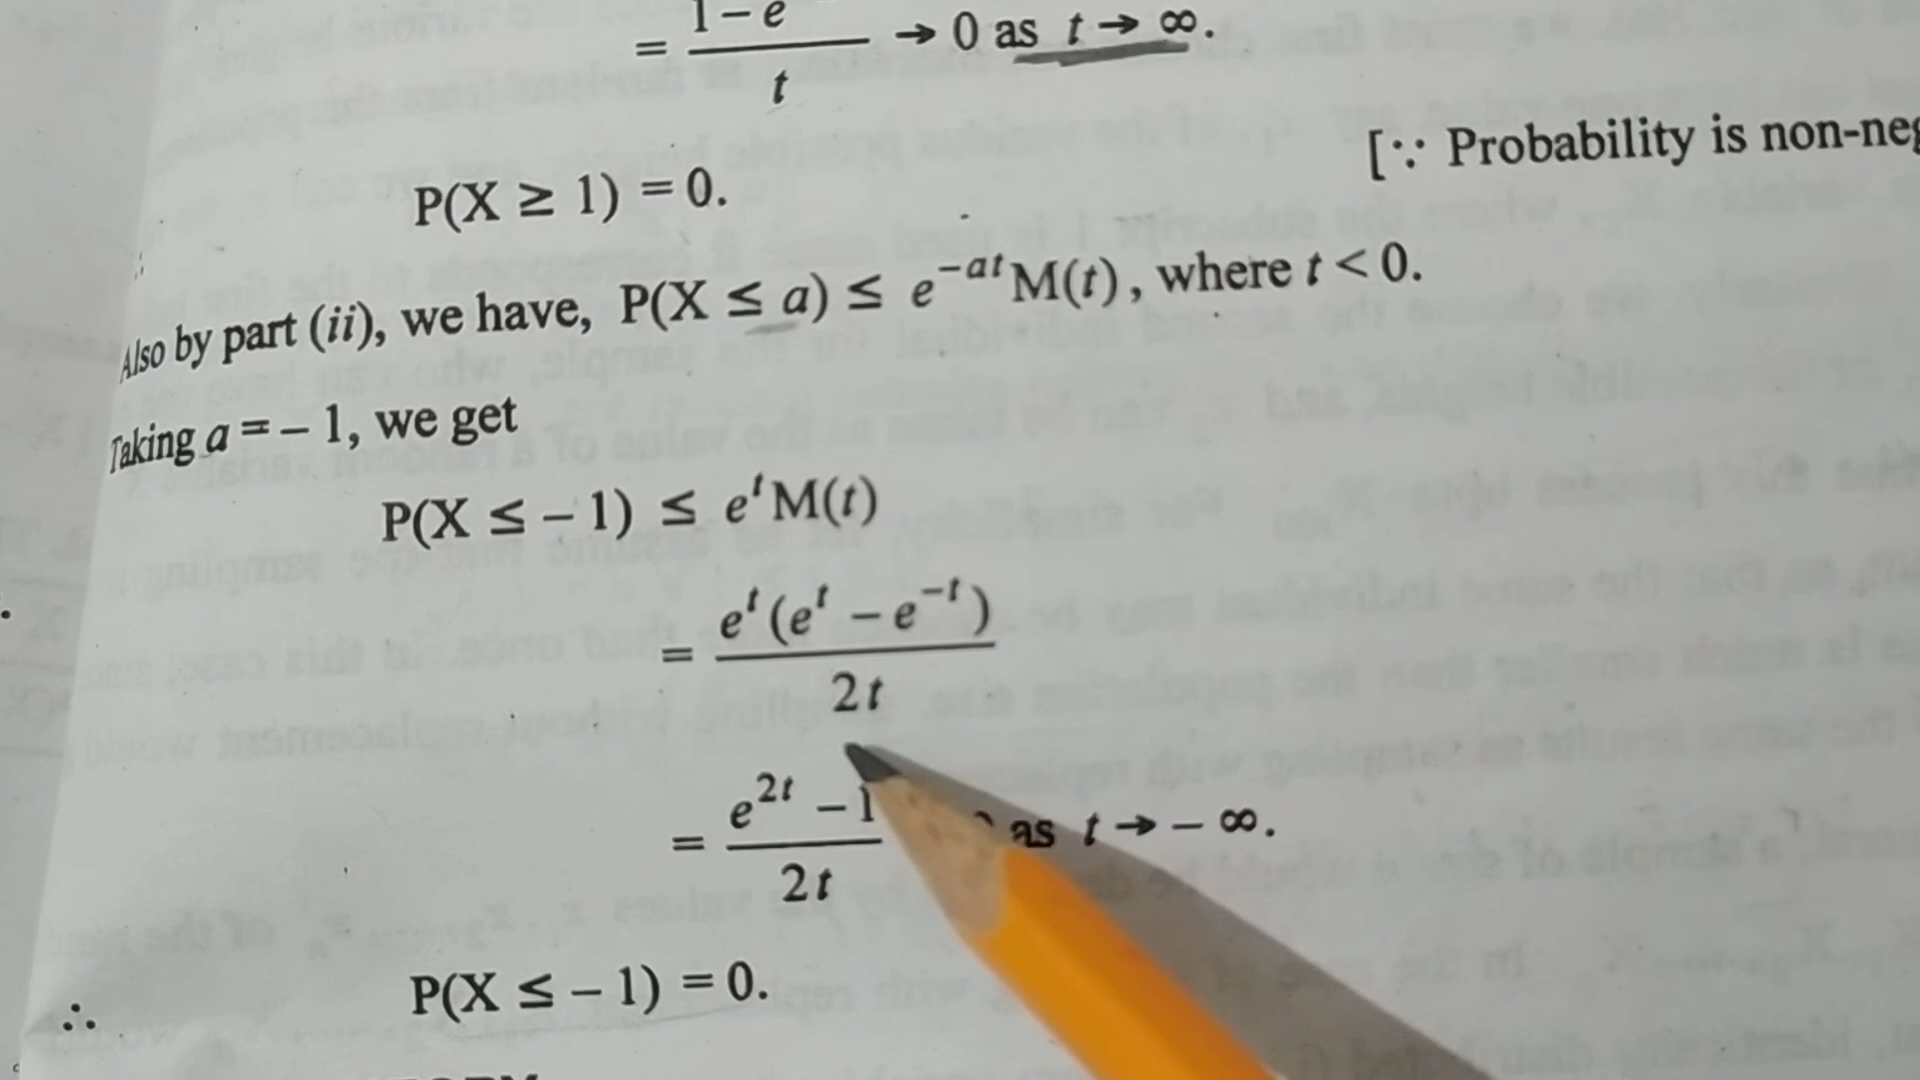 = 1 – e / t → 0 as t → ∞.
[∵ Probability is non-neg
P(X ≥ 1) = 0.
Also by part (ii), we have, P(X ≤ a) ≤ e^{–at} M(t), where t < 0.
Taking a = – 1, we get
P(X ≤ – 1) ≤ e^t M(t)
= e^t (e^t – e^{–t}) / 2t
= e^{2t} – 1 / 2t as t → – ∞.
∴ P(X ≤ – 1) = 0.